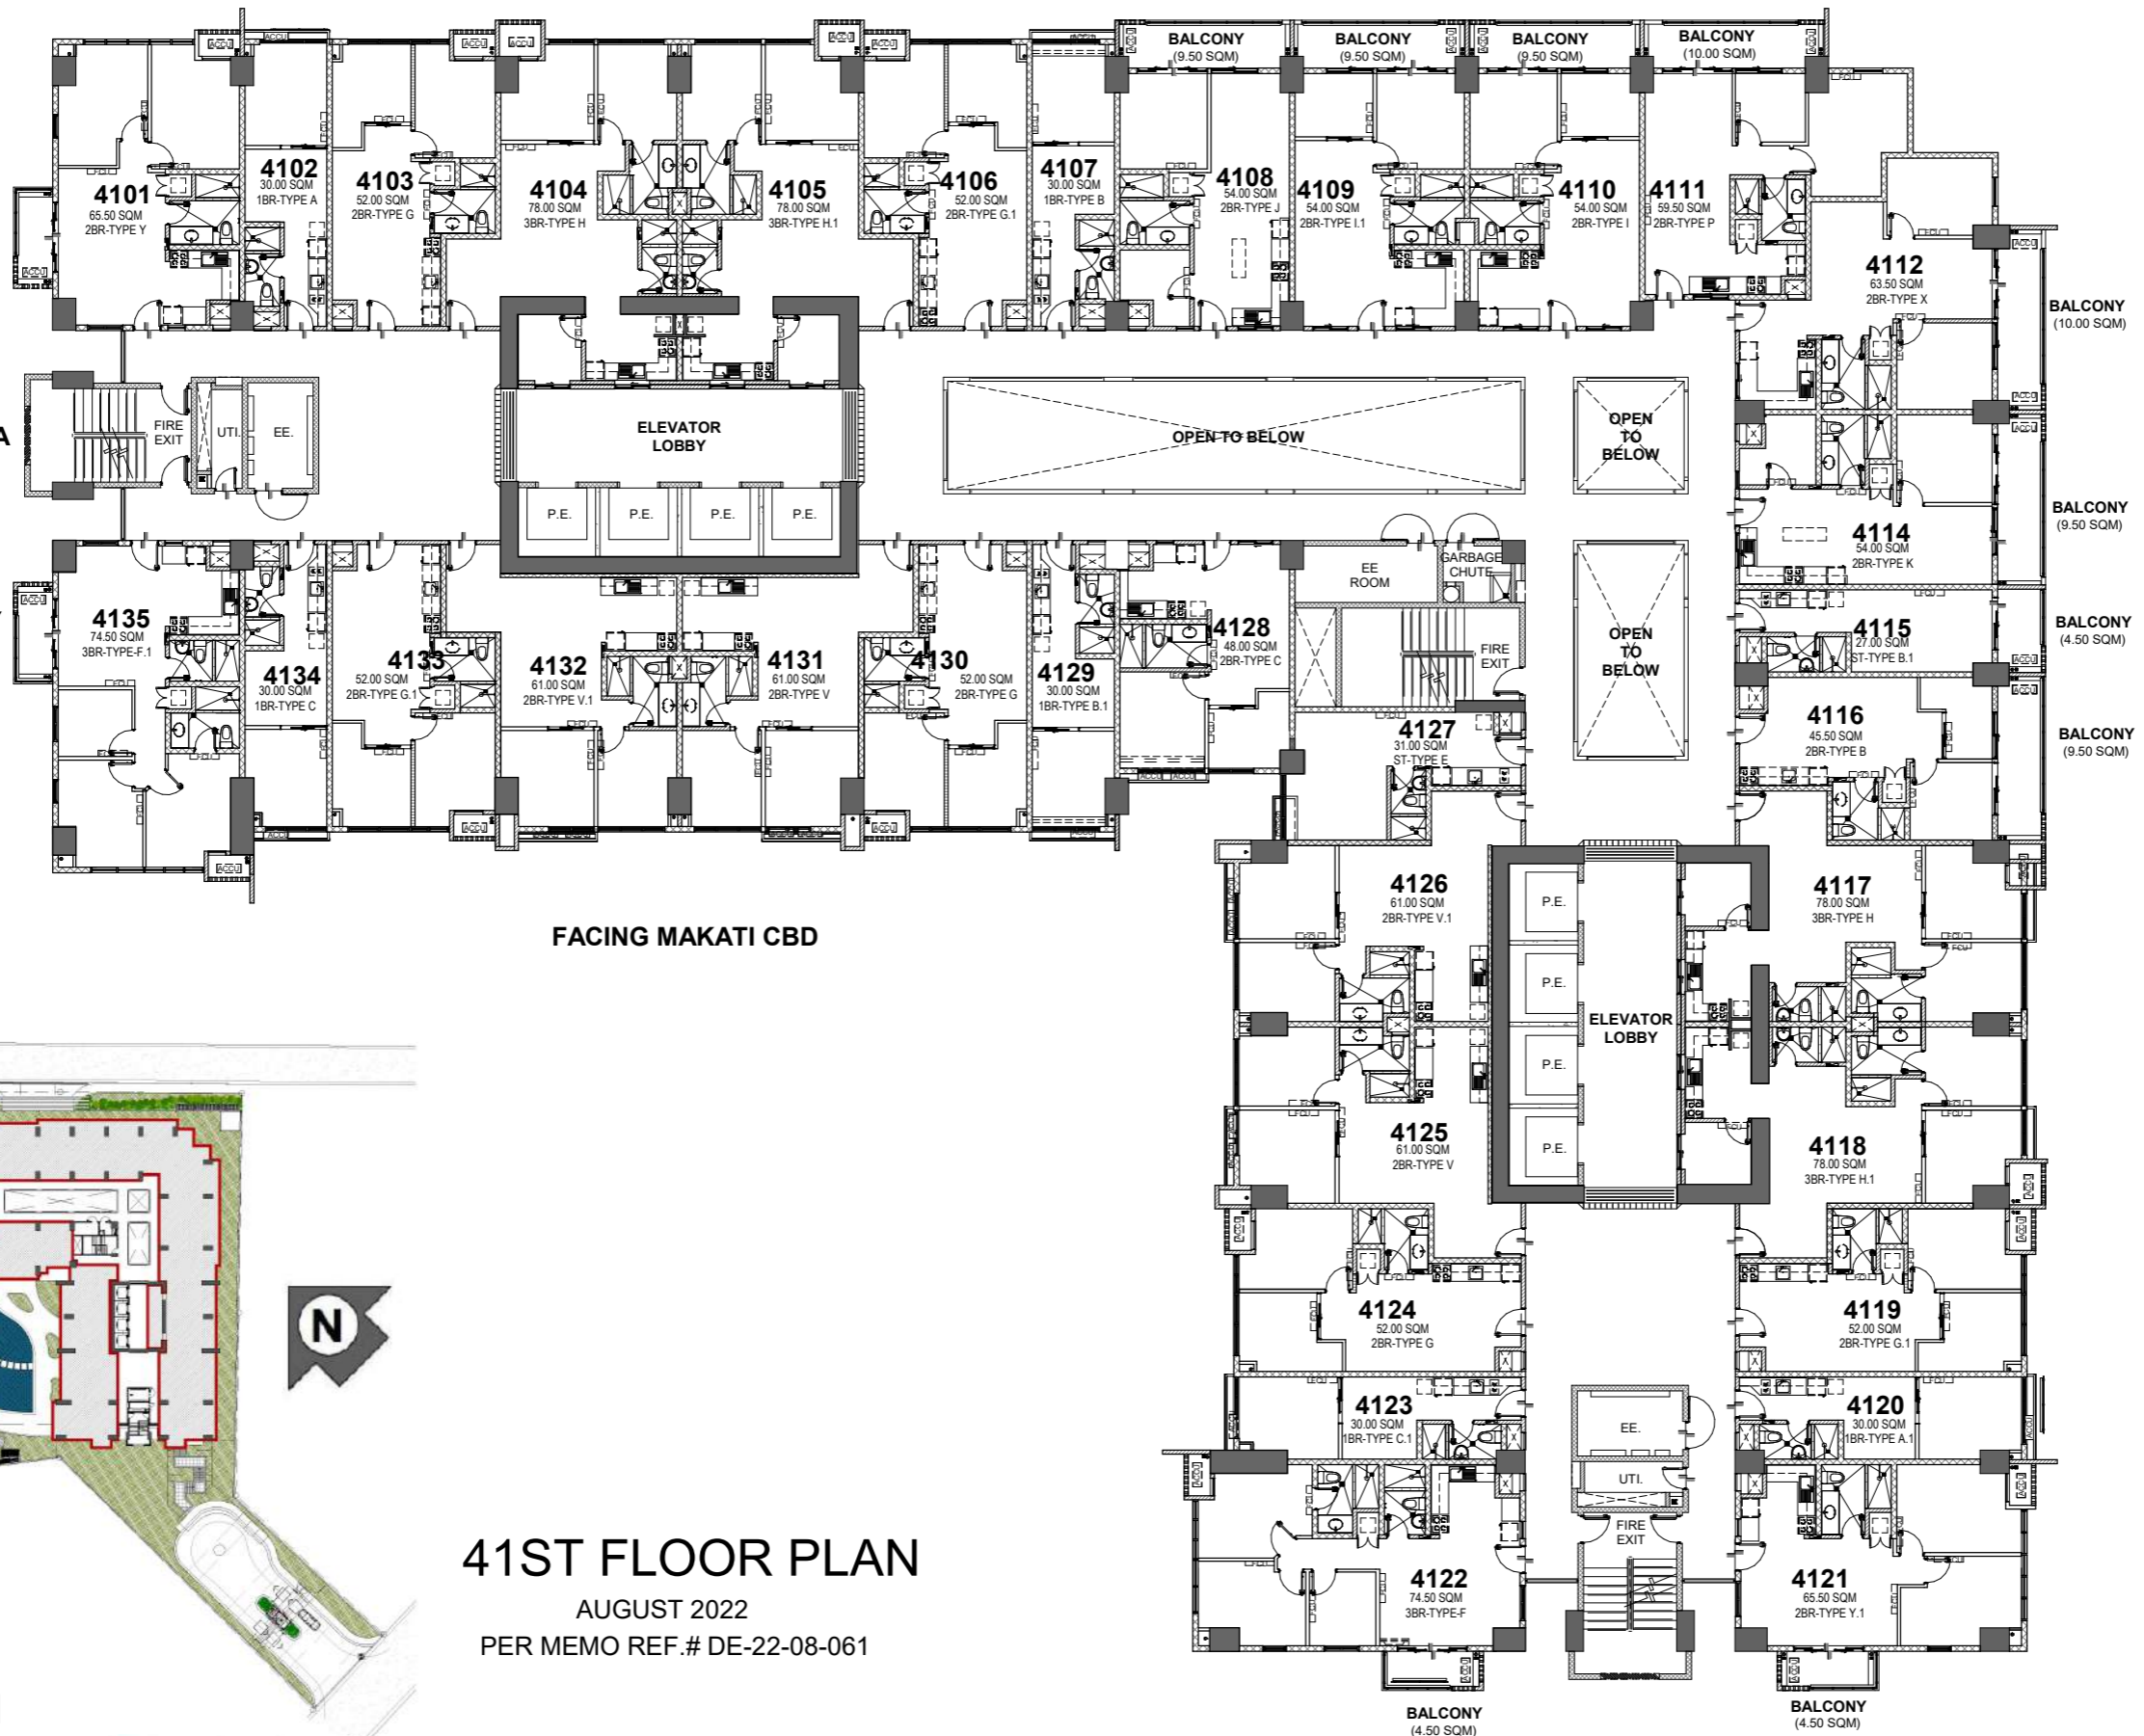 BALCONY
(9.50 SQM)
BALCONY
(9.50 SQM)
BALCONY
(9.50 SQM)
BALCONY
(10.00 SQM)
4101
65.50 SQM
2BR-TYPE Y
4102
30.00 SQM
1BR-TYPE A
4103
52.00 SQM
2BR-TYPE G
4104
78.00 SQM
3BR-TYPE H
4105
78.00 SQM
3BR-TYPE H.1
4106
52.00 SQM
2BR-TYPE G.1
4107
30.00 SQM
1BR-TYPE B
4108
54.00 SQM
2BR-TYPE J
4109
54.00 SQM
2BR-TYPE I.1
4110
54.00 SQM
2BR-TYPE I
4111
59.50 SQM
2BR-TYPE P
4112
63.50 SQM
2BR-TYPE X
BALCONY
(10.00 SQM)
A
FIRE
EXIT
UTI.
EE.
ELEVATOR
LOBBY
P.E.
P.E.
P.E.
P.E.
OPEN TO BELOW
OPEN
TO
BELOW
4114
54.00 SQM
2BR-TYPE K
BALCONY
(9.50 SQM)
EE
ROOM
GARBAGE
CHUTE
FIRE
EXIT
OPEN
TO
BELOW
4115
27.00 SQM
ST-TYPE B.1
BALCONY
(4.50 SQM)
4116
45.50 SQM
2BR-TYPE B
BALCONY
(9.50 SQM)
4135
74.50 SQM
3BR-TYPE-F.1
4134
30.00 SQM
1BR-TYPE C
4133
52.00 SQM
2BR-TYPE G.1
4132
61.00 SQM
2BR-TYPE V.1
4131
61.00 SQM
2BR-TYPE V
4130
52.00 SQM
2BR-TYPE G
4129
30.00 SQM
1BR-TYPE B.1
4128
48.00 SQM
2BR-TYPE C
4127
31.00 SQM
ST-TYPE E
FACING MAKATI CBD
4126
61.00 SQM
2BR-TYPE V.1
P.E.
P.E.
P.E.
P.E.
ELEVATOR
LOBBY
4117
78.00 SQM
3BR-TYPE H
4125
61.00 SQM
2BR-TYPE V
4118
78.00 SQM
3BR-TYPE H.1
4124
52.00 SQM
2BR-TYPE G
4119
52.00 SQM
2BR-TYPE G.1
4123
30.00 SQM
1BR-TYPE C.1
4120
30.00 SQM
1BR-TYPE A.1
EE.
UTI.
FIRE
EXIT
4122
74.50 SQM
3BR-TYPE-F
4121
65.50 SQM
2BR-TYPE Y.1
BALCONY
(4.50 SQM)
BALCONY
(4.50 SQM)
N
41ST FLOOR PLAN
AUGUST 2022
PER MEMO REF.# DE-22-08-061